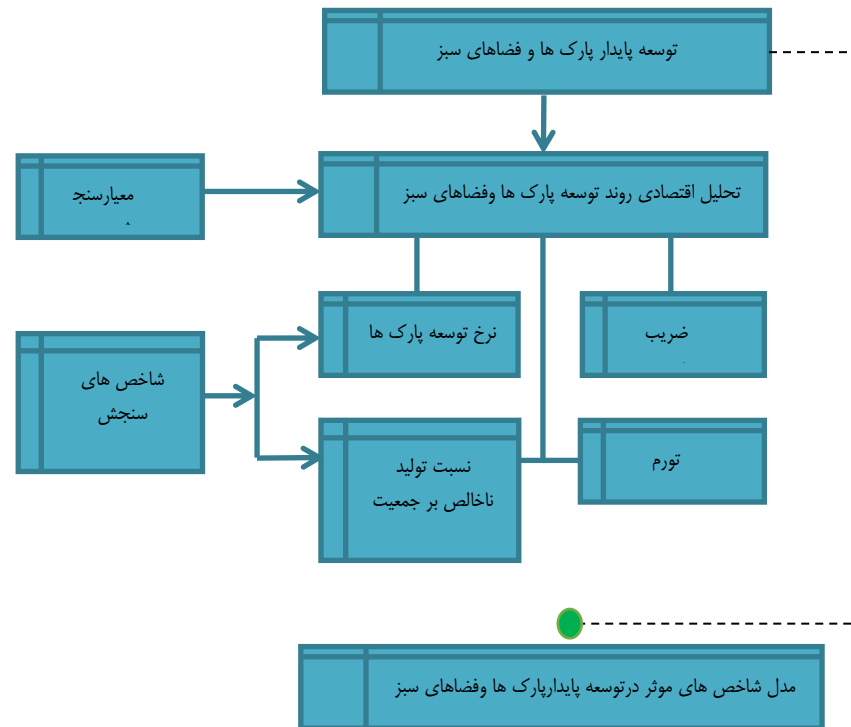 توسعه پایدار پارک ها و فضاهای سبز
تحلیل اقتصادی روند توسعه پارک ها وفضاهای سبز
معیارسنج
نرخ توسعه پارک ها
ضریب
شاخص های
سنجش
نسبت تولید
ناخالص بر جمعیت
تورم
مدل شاخص های موثر درتوسعه پایدارپارک ها وفضاهای سبز